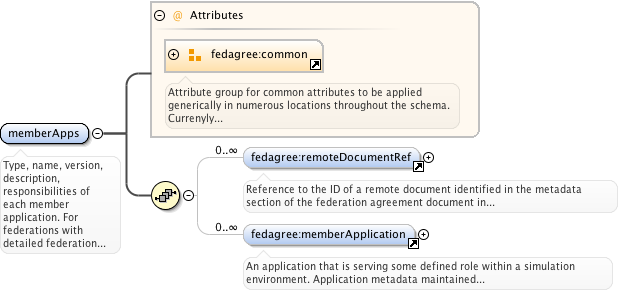 @ Attributes
fedagree:common
Attribute group for common attributes to be applied
generically in numerous locations throughout the schema.
Currenyly...
memberApps
Type, name, version,
description,
responsibilities of
each member
application. For
federations with
detailed federation...
0..∞
fedagree:remoteDocumentRef
Reference to the ID of a remote document identified in the metadata
section of the federation agreement document in...
0..∞
fedagree:memberApplication
An application that is serving some defined role within a simulation
environment. Application metadata maintained...